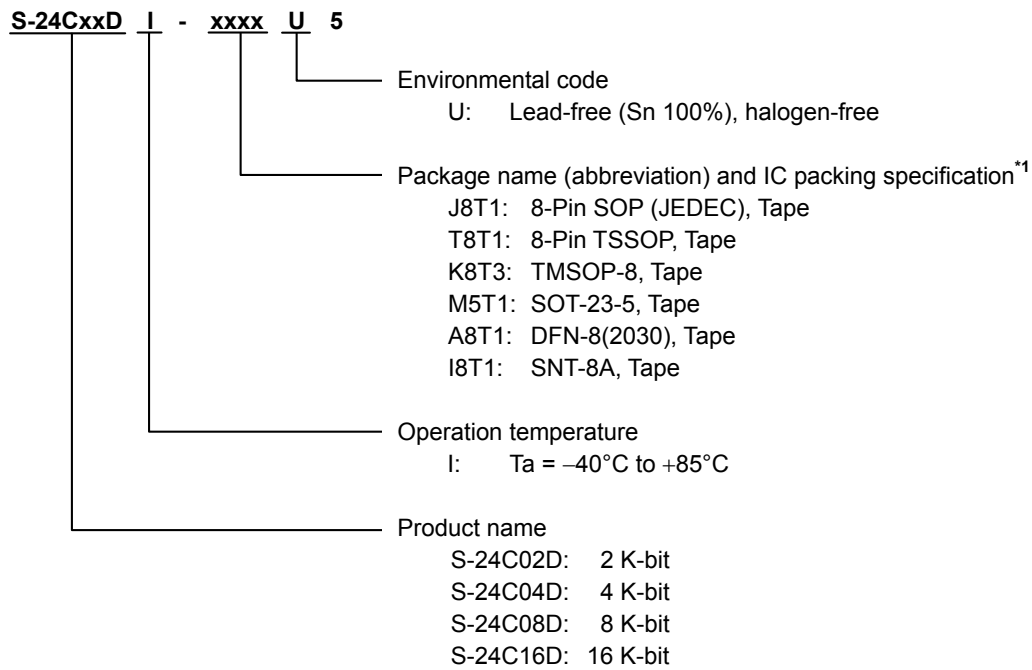 S-24CxxD I - xxxx U 5
Environmental code
U: Lead-free (Sn 100%), halogen-free
Package name (abbreviation) and IC packing specification*1
J8T1: 8-Pin SOP (JEDEC), Tape
T8T1: 8-Pin TSSOP, Tape
K8T3: TMSOP-8, Tape
M5T1: SOT-23-5, Tape
A8T1: DFN-8(2030), Tape
I8T1: SNT-8A, Tape
Operation temperature
I: Ta = −40°C to +85°C
Product name
S-24C02D: 2 K-bit
S-24C04D: 4 K-bit
S-24C08D: 8 K-bit
S-24C16D: 16 K-bit